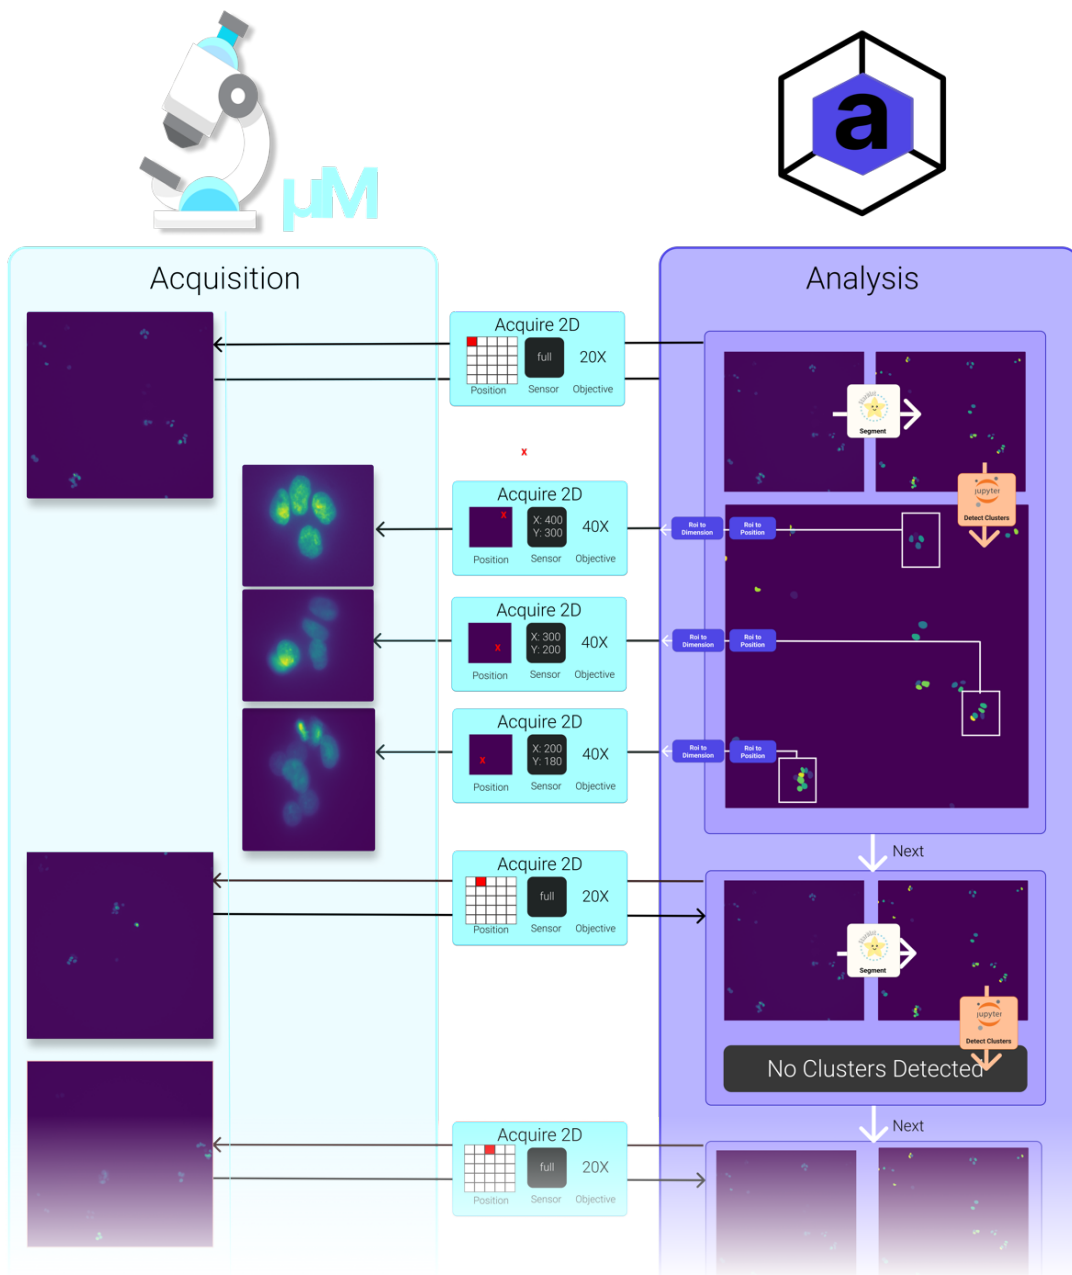 µM
a
Acquisition
Analysis
Acquire 2D
full
20X
Position
Sensor
Objective
stardist
Segment
x
jupyter
Detect Clusters
Acquire 2D
x
X: 400
Y: 300
40X
Position
Sensor
Objective
Roi to
Dimension
Roi to
Position
Acquire 2D
x
X: 300
Y: 200
40X
Position
Sensor
Objective
Roi to
Dimension
Roi to
Position
Acquire 2D
x
X: 200
Y: 180
40X
Position
Sensor
Objective
Roi to
Dimension
Roi to
Position
Next
Acquire 2D
full
20X
Position
Sensor
Objective
stardist
Segment
jupyter
Detect Clusters
No Clusters Detected
Next
Acquire 2D
full
20X
Position
Sensor
Objective